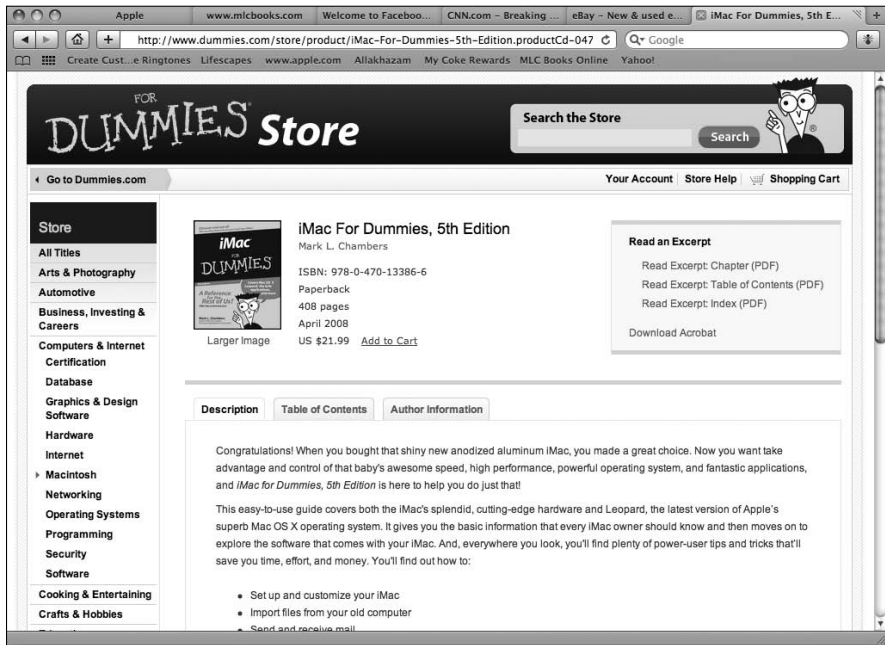 Apple www.mlcbooks.com Welcome to Faceboo... CNN.com – Breaking ... eBay – New & used e... iMac For Dummies, 5th E...
http://www.dummies.com/store/product/iMac-For-Dummies-5th-Edition.productCd-047 Google
Create Cust...e Ringtones Lifescapes www.apple.com Allakhazam My Coke Rewards MLC Books Online Yahoo!
FOR
DUMMIES® Store
Search the Store
Search
®
Go to Dummies.com
Your Account Store Help Shopping Cart
Store
All Titles
Arts & Photography
Automotive
Business, Investing &
Careers
Computers & Internet
Certification
Database
Graphics & Design
Software
Hardware
Internet
Macintosh
Networking
Operating Systems
Programming
Security
Software
Cooking & Entertaining
Crafts & Hobbies
iMac
FOR
DUMMIES
A Reference
for the
Rest of Us!
Mark L. Chambers
Larger Image
iMac For Dummies, 5th Edition
Mark L. Chambers
ISBN: 978-0-470-13386-6
Paperback
408 pages
April 2008
US $21.99 Add to Cart
Read an Excerpt
Read Excerpt: Chapter (PDF)
Read Excerpt: Table of Contents (PDF)
Read Excerpt: Index (PDF)
Download Acrobat
Description Table of Contents Author Information
Congratulations! When you bought that shiny new anodized aluminum iMac, you made a great choice. Now you want take
advantage and control of that baby's awesome speed, high performance, powerful operating system, and fantastic applications,
and iMac for Dummies, 5th Edition is here to help you do just that!
This easy-to-use guide covers both the iMac's splendid, cutting-edge hardware and Leopard, the latest version of Apple's
superb Mac OS X operating system. It gives you the basic information that every iMac owner should know and then moves on to
explore the software that comes with your iMac. And, everywhere you look, you'll find plenty of power-user tips and tricks that'll
save you time, effort, and money. You'll find out how to:
• Set up and customize your iMac
• Import files from your old computer
• Send and receive mail